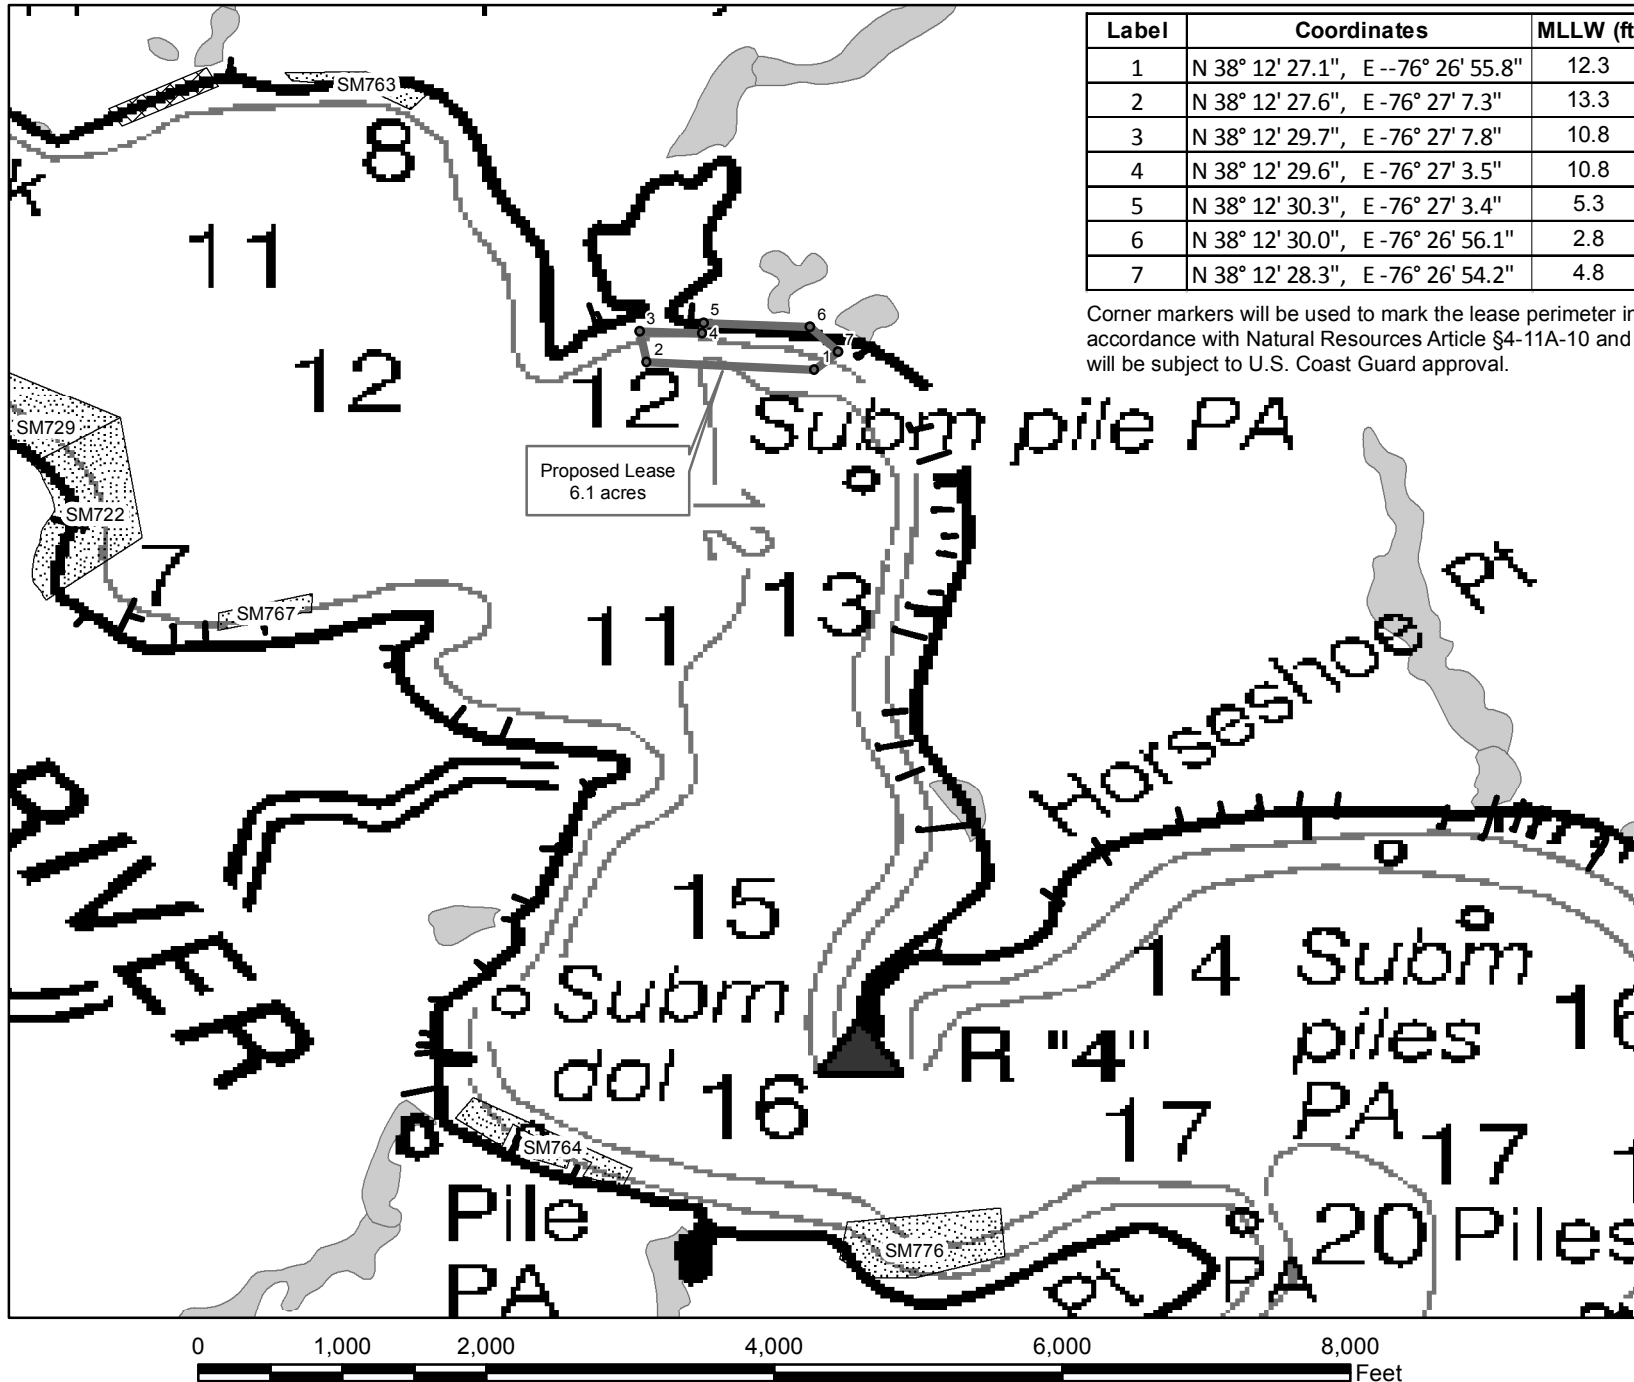 Label Coordinates MLLW (ft
1 N 38° 12' 27.1", E --76° 26' 55.8" 12.3
2 N 38° 12' 27.6", E -76° 27' 7.3" 13.3
3 N 38° 12' 29.7", E -76° 27' 7.8" 10.8
4 N 38° 12' 29.6", E -76° 27' 3.5" 10.8
5 N 38° 12' 30.3", E -76° 27' 3.4" 5.3
6 N 38° 12' 30.0", E -76° 26' 56.1" 2.8
7 N 38° 12' 28.3", E -76° 26' 54.2" 4.8
Corner markers will be used to mark the lease perimeter in
accordance with Natural Resources Article §4-11A-10 and
will be subject to U.S. Coast Guard approval.
SM763
8
k
11
5
6
3
4
7
2
1
12
12
Subm pile PA
SM729
Proposed Lease
6.1 acres
SM722
12
7
13
SM767
11
Horseshoe Pt
RIVER
15
14
Subm
piles
PA
16
Subm
dol
R "4"
16
17
17
SM764
Pile
PA
20
Piles
SM776
Pt
PA
0 1,000 2,000 4,000 6,000 8,000
Feet